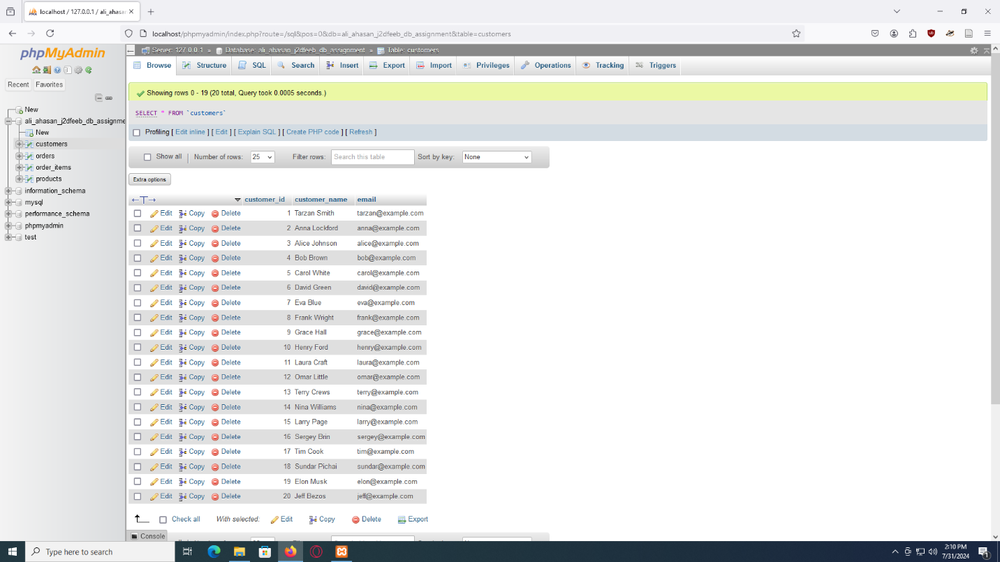 localhost / 127.0.0.1 / ali_ahasan
localhost/phpmyadmin/index.php?route=/sql&pos=0&db=ali_ahasan_j2dfeeb_db_assignment&table=customers
phpMyAdmin
Recent Favorites
New
ali_ahasan_j2dfeeb_db_assignme
New
customers
orders
order_items
products
information_schema
mysql
performance_schema
phpmyadmin
test
Server: 127.0.0.1 » Database: ali_ahasan_j2dfeeb_db_assignment » Table: customers
Browse Structure SQL Search Insert Export Import Privileges Operations Tracking Triggers
Showing rows 0 - 19 (20 total, Query took 0.0005 seconds.)
SELECT * FROM `customers`
Profiling [ Edit inline ] [ Edit ] [ Explain SQL ] [ Create PHP code ] [ Refresh ]
Show all | Number of rows: 25 Filter rows: Search this table Sort by key: None
Extra options
←T→ customer_id customer_name email
Edit Copy Delete 1 Tarzan Smith tarzan@example.com
Edit Copy Delete 2 Anna Lockford anna@example.com
Edit Copy Delete 3 Alice Johnson alice@example.com
Edit Copy Delete 4 Bob Brown bob@example.com
Edit Copy Delete 5 Carol White carol@example.com
Edit Copy Delete 6 David Green david@example.com
Edit Copy Delete 7 Eva Blue eva@example.com
Edit Copy Delete 8 Frank Wright frank@example.com
Edit Copy Delete 9 Grace Hall grace@example.com
Edit Copy Delete 10 Henry Ford henry@example.com
Edit Copy Delete 11 Laura Craft laura@example.com
Edit Copy Delete 12 Omar Little omar@example.com
Edit Copy Delete 13 Terry Crews terry@example.com
Edit Copy Delete 14 Nina Williams nina@example.com
Edit Copy Delete 15 Larry Page larry@example.com
Edit Copy Delete 16 Sergey Brin sergey@example.com
Edit Copy Delete 17 Tim Cook tim@example.com
Edit Copy Delete 18 Sundar Pichai sundar@example.com
Edit Copy Delete 19 Elon Musk elon@example.com
Edit Copy Delete 20 Jeff Bezos jeff@example.com
Check all With selected: Edit Copy Delete Export
Console
Type here to search
2:10 PM
7/31/2024
1